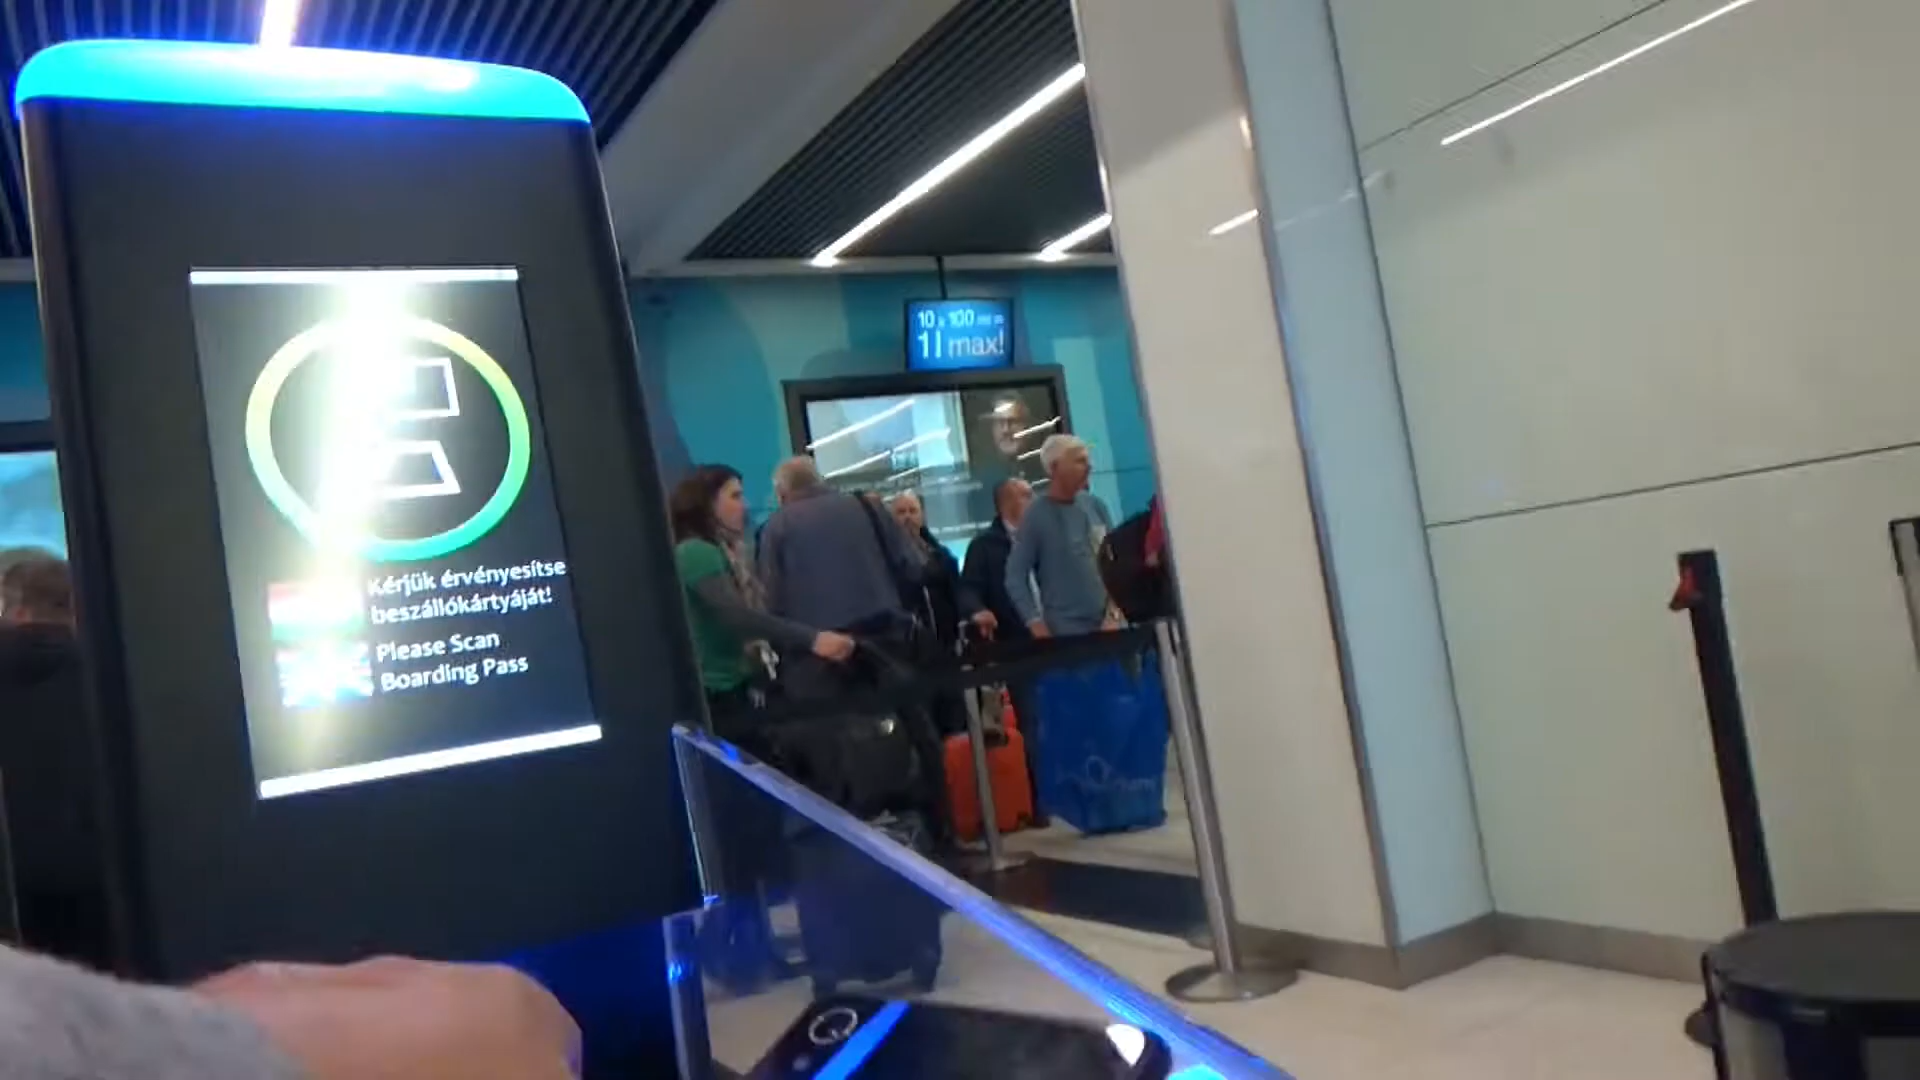 10 x 100 ml =
1 l max!
Kérjük érvényesítse
beszállókártyáját!
Please Scan
Boarding Pass